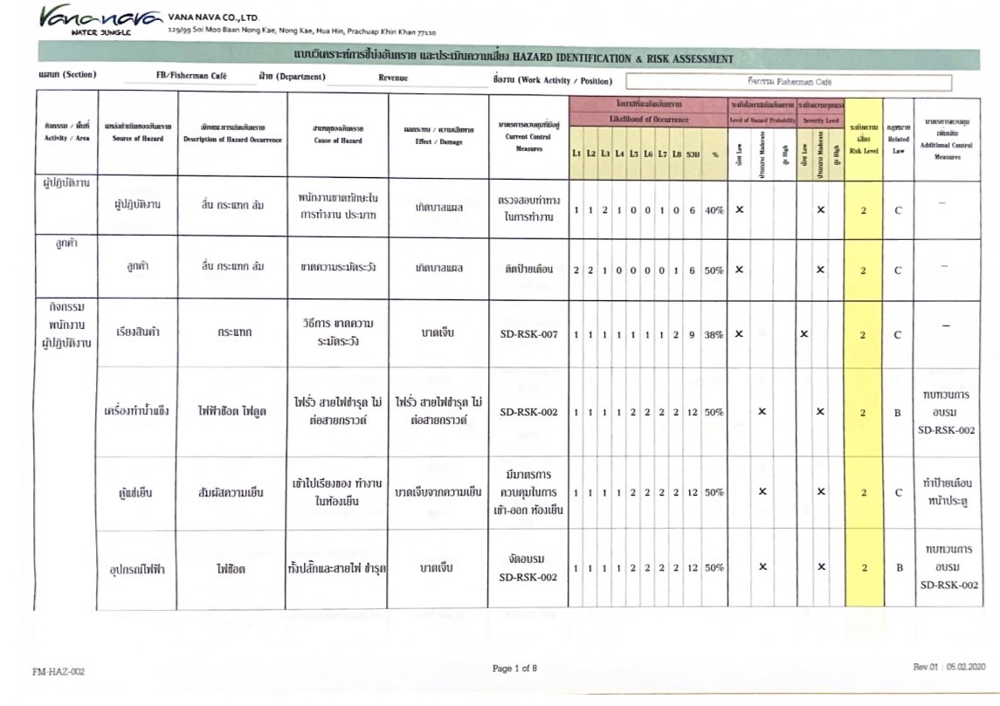 Vana nava
WATER JUNGLE
VANA NAVA CO.,LTD.
129/99 Soi Moo Baan Nong Kae, Nong Kae, Hua Hin, Prachuap Khiri Khan 77110
แบบวิเคราะห์การชี้บ่งอันตราย และประเมินความเสี่ยง HAZARD IDENTIFICATION & RISK ASSESSMENT
แผนก (Section) FB/Fisherman Café ฝ่าย (Department) Revenue ชื่องาน (Work Activity / Position) กิจกรรม Fisherman Café
กิจกรรม / พื้นที่
Activity / Area
แหล่งกำเนิดของอันตราย
Source of Hazard
ลักษณะการเกิดอันตราย
Description of Hazard Occurrence
สาเหตุของอันตราย
Cause of Hazard
ผลกระทบ / ความเสียหาย
Effect / Damage
มาตรการควบคุมที่มีอยู่
Current Control
Measures
โอกาสที่จะเกิดอันตราย
Likelihood of Occurrence
L1 L2 L3 L4 L5 L6 L7 L8 รวม %
ระดับโอกาสเกิดอันตราย
Level of Hazard Probability
น้อย Low
ปานกลาง Moderate
สูง High
ระดับความรุนแรง
Severity Level
น้อย Low
ปานกลาง Moderate
สูง High
ระดับความ
เสี่ยง
Risk Level
กฎหมาย
Related
Law
มาตรการควบคุม
เพิ่มเติม
Additional Control
Measures
ผู้ปฏิบัติงาน
ผู้ปฏิบัติงาน
ลื่น กระแทก ล้ม
พนักงานขาดทักษะใน
การทำงาน ประมาท
เกิดบาดแผล
ตรวจสอบท่าทาง
ในการทำงาน
1 1 2 1 0 0 1 0 6 40% × × 2 C –
ลูกค้า
ลูกค้า
ลื่น กระแทก ล้ม
ขาดความระมัดระวัง
เกิดบาดแผล
ติดป้ายเตือน
2 2 1 0 0 0 0 1 6 50% × × 2 C –
กิจกรรม
พนักงาน
ผู้ปฏิบัติงาน
เรียงสินค้า
กระแทก
วิธีการ ขาดความ
ระมัดระวัง
บาดเจ็บ
SD-RSK-007
1 1 1 1 1 1 1 2 9 38% × × 2 C –
เครื่องทำน้ำแข็ง
ไฟฟ้าช๊อต ไฟดูด
ไฟรั่ว สายไฟชำรุด ไม่
ต่อสายกราวด์
ไฟรั่ว สายไฟชำรุด ไม่
ต่อสายกราวด์
SD-RSK-002
1 1 1 1 2 2 2 2 12 50% × × 2 B
ทบทวนการ
อบรม
SD-RSK-002
ตู้แช่เย็น
สัมผัสความเย็น
เข้าไปเรียงของ ทำงาน
ในห้องเย็น
บาดเจ็บจากความเย็น
มีมาตรการ
ควบคุมในการ
เข้า-ออก ห้องเย็น
1 1 1 1 2 2 2 2 12 50% × × 2 C
ทำป้ายเตือน
หน้าประตู
อุปกรณ์ไฟฟ้า
ไฟช๊อต
ทั้งปลั๊กและสายไฟ ชำรุด
บาดเจ็บ
จัดอบรม
SD-RSK-002
1 1 1 1 2 2 2 2 12 50% × × 2 B
ทบทวนการ
อบรม
SD-RSK-002
FM-HAZ-002
Page 1 of 8
Rev.01 : 05.02.2020